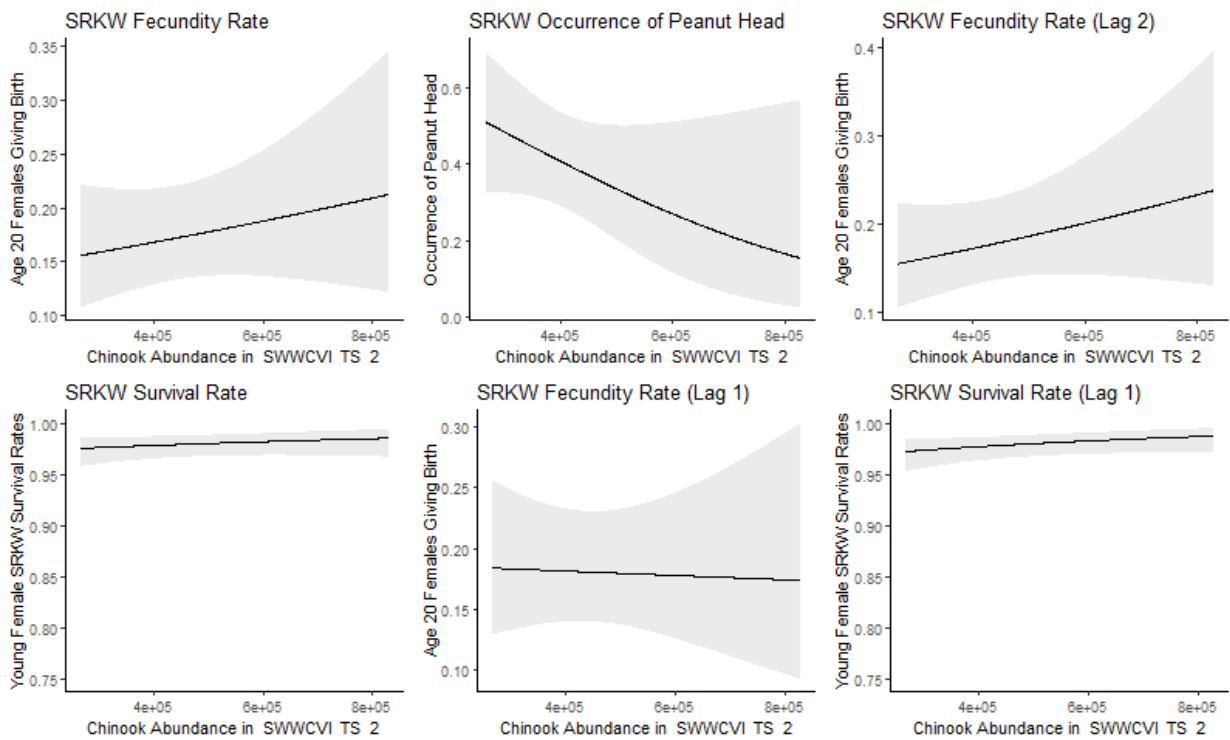 SRKW Fecundity Rate
Age 20 Females Giving Birth
0.35
0.30
0.25
0.20
0.15
0.10
4e+05 6e+05 8e+05
Chinook Abundance in SWWCVI TS 2
SRKW Occurrence of Peanut Head
Occurrence of Peanut Head
0.6
0.4
0.2
0.0
4e+05 6e+05 8e+05
Chinook Abundance in SWWCVI TS 2
SRKW Fecundity Rate (Lag 2)
Age 20 Females Giving Birth
0.4
0.3
0.2
0.1
4e+05 6e+05 8e+05
Chinook Abundance in SWWCVI TS 2
SRKW Survival Rate
Young Female SRKW Survival Rates
1.00
0.95
0.90
0.85
0.80
0.75
4e+05 6e+05 8e+05
Chinook Abundance in SWWCVI TS 2
SRKW Fecundity Rate (Lag 1)
Age 20 Females Giving Birth
0.30
0.25
0.20
0.15
0.10
4e+05 6e+05 8e+05
Chinook Abundance in SWWCVI TS 2
SRKW Survival Rate (Lag 1)
Young Female SRKW Survival Rates
1.00
0.95
0.90
0.85
0.80
0.75
4e+05 6e+05 8e+05
Chinook Abundance in SWWCVI TS 2